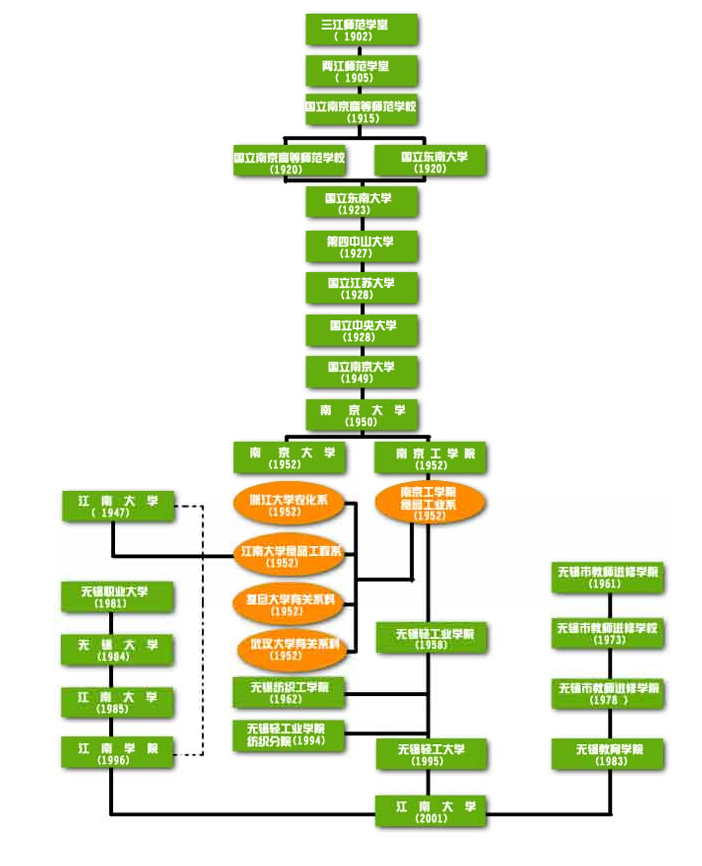 三江师范学堂
( 1902)
两江师范学堂
( 1905)
国立南京高等师范学校
(1915)
国立南京高等师范学校
(1920)
国立东南大学
(1920)
国立东南大学
(1923)
第四中山大学
(1927)
国立江苏大学
(1928)
国立中央大学
(1928)
国立南京大学
(1949)
南京大学
(1950)
南京大学
(1952)
南京工学院
(1952)
浙江大学农化系
(1952)
南京工学院
食品工业系
(1952)
江南大学
( 1947)
江南大学食品工程系
(1952)
无锡职业大学
(1981)
复旦大学有关系科
(1952)
无锡市教师进修学院
(1961)
无锡大学
(1984)
武汉大学有关系科
(1952)
无锡轻工业学院
(1958)
无锡市教师进修学校
(1973)
江南大学
(1985)
无锡纺织工学院
(1962)
无锡市教师进修学院
(1978 )
江南学院
(1996)
无锡轻工业学院
纺织分院(1994)
无锡轻工大学
(1995)
无锡教育学院
(1983)
江南大学
(2001)